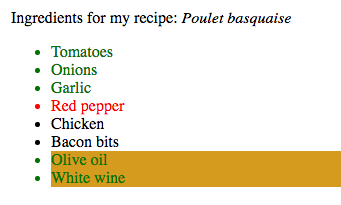 Ingredients for my recipe: Poulet basquaise
Tomatoes
Onions
Garlic
Red pepper
Chicken
Bacon bits
Olive oil
White wine